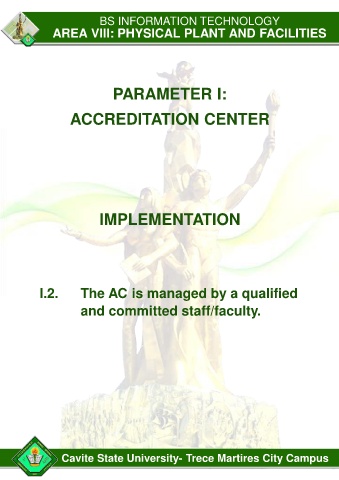 BS INFORMATION TECHNOLOGY
AREA VIII: PHYSICAL PLANT AND FACILITIES
PARAMETER I:
ACCREDITATION CENTER
IMPLEMENTATION
I.2. The AC is managed by a qualified
and committed staff/faculty.
Cavite State University- Trece Martires City Campus